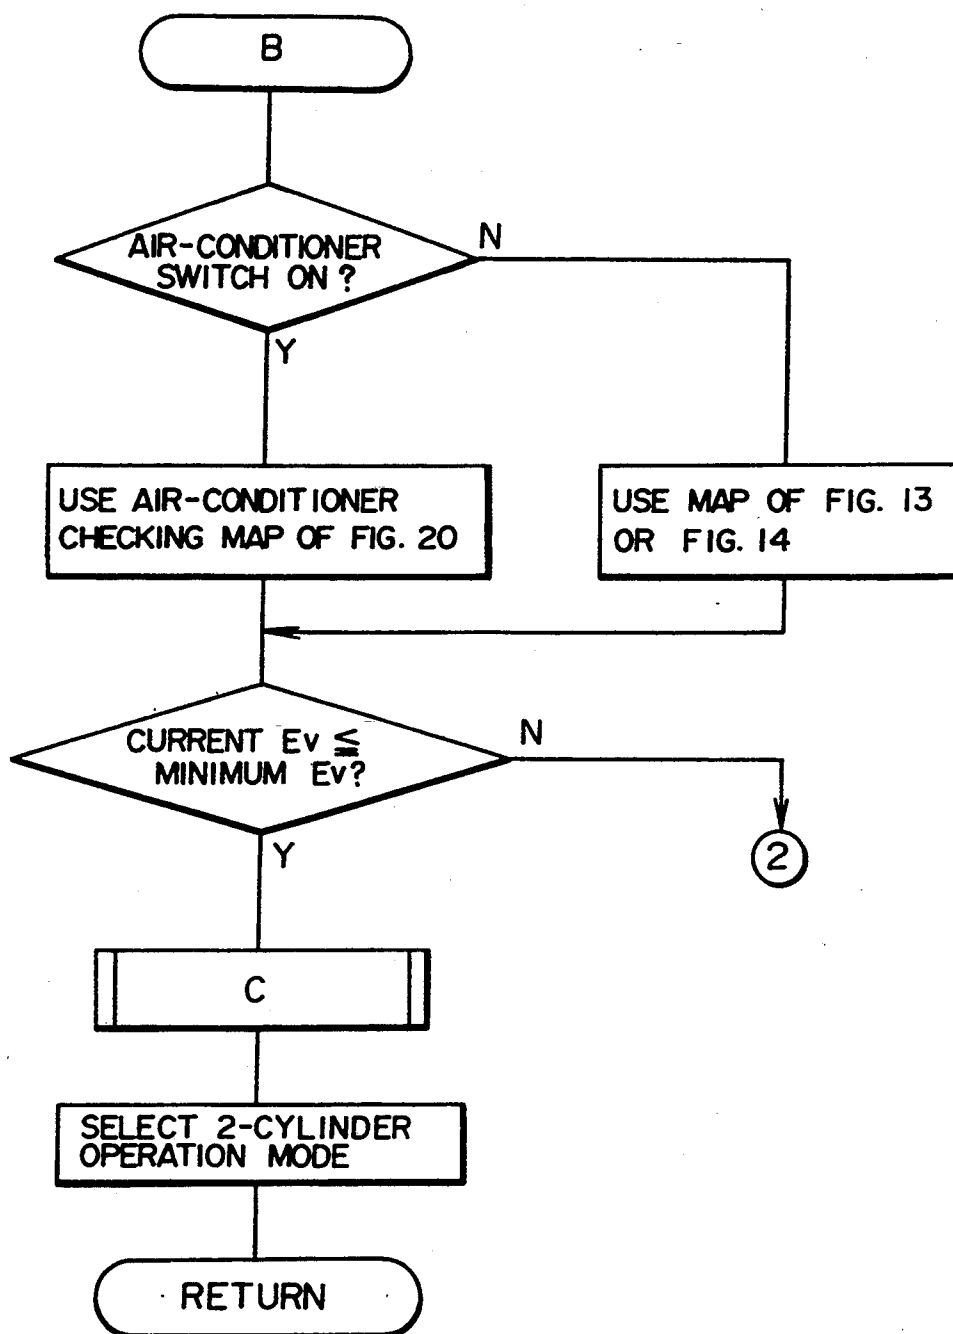 B
AIR-CONDITIONER
SWITCH ON ?
N
Y
USE AIR-CONDITIONER
CHECKING MAP OF FIG. 20
USE MAP OF FIG. 13
OR FIG. 14
CURRENT Ev ≦
MINIMUM Ev?
N
Y
2
C
SELECT 2-CYLINDER
OPERATION MODE
RETURN